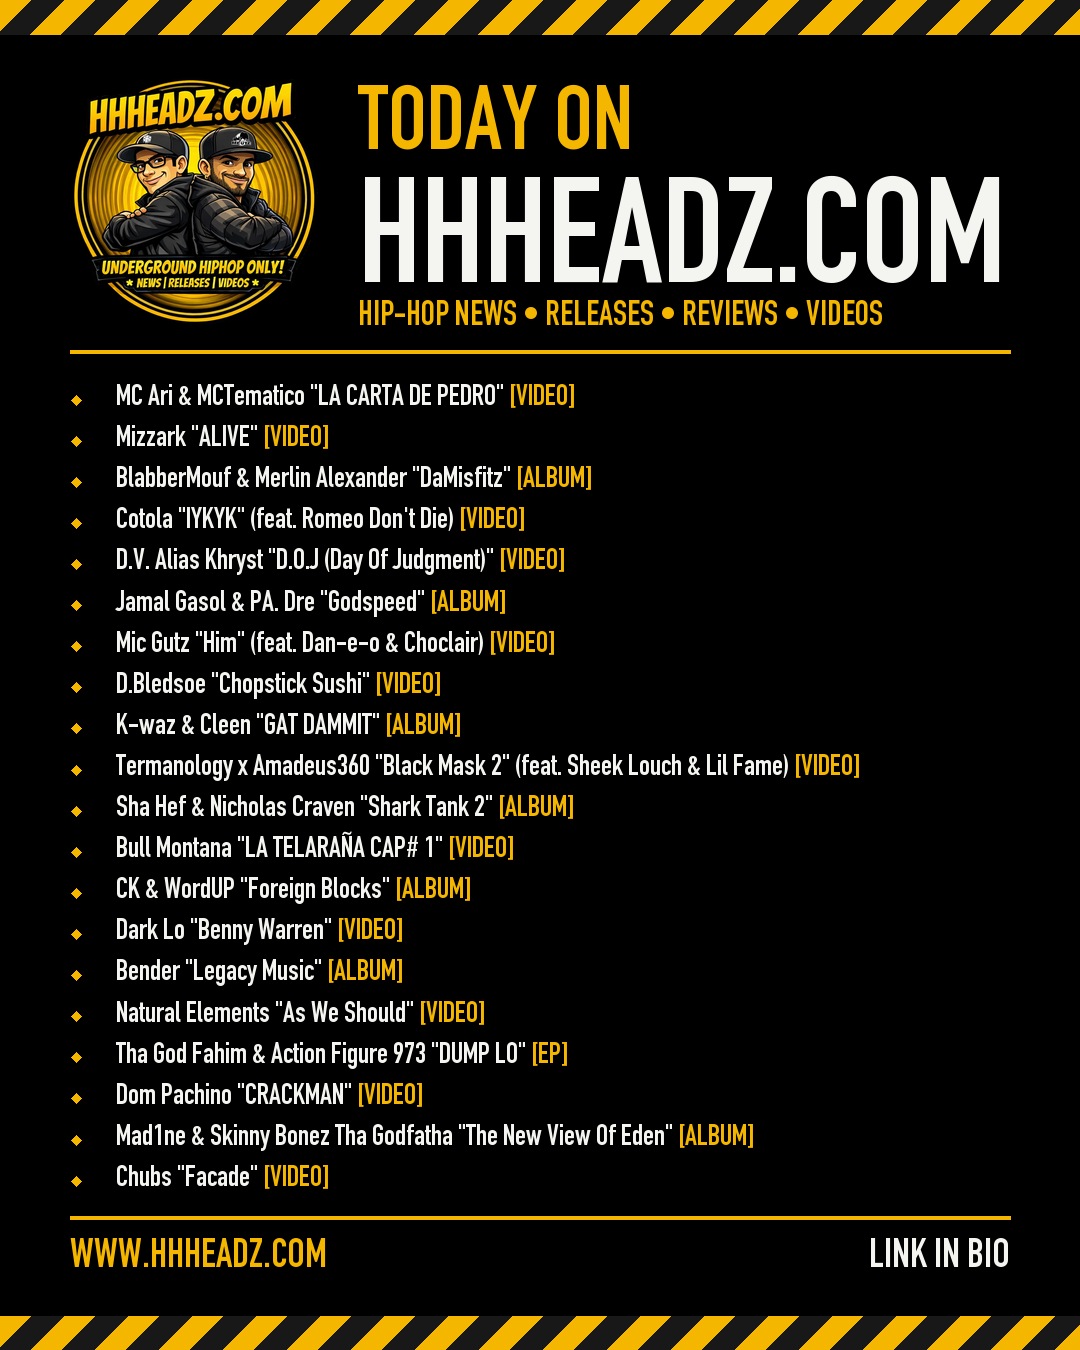 HHHEADZ.COM
UNDERGROUND HIPHOP ONLY!
★ NEWS | RELEASES | VIDEOS ★
TODAY ON
HHHEADZ.COM
HIP-HOP NEWS • RELEASES • REVIEWS • VIDEOS
MC Ari & MCTematico "LA CARTA DE PEDRO" [VIDEO]
Mizzark "ALIVE" [VIDEO]
BlabberMouf & Merlin Alexander "DaMisfitz" [ALBUM]
Cotola "IYKYK" (feat. Romeo Don't Die) [VIDEO]
D.V. Alias Khryst "D.O.J (Day Of Judgment)" [VIDEO]
Jamal Gasol & PA. Dre "Godspeed" [ALBUM]
Mic Gutz "Him" (feat. Dan-e-o & Choclair) [VIDEO]
D.Bledsoe "Chopstick Sushi" [VIDEO]
K-waz & Cleen "GAT DAMMIT" [ALBUM]
Termanology x Amadeus360 "Black Mask 2" (feat. Sheek Louch & Lil Fame) [VIDEO]
Sha Hef & Nicholas Craven "Shark Tank 2" [ALBUM]
Bull Montana "LA TELARAÑA CAP# 1" [VIDEO]
CK & WordUP "Foreign Blocks" [ALBUM]
Dark Lo "Benny Warren" [VIDEO]
Bender "Legacy Music" [ALBUM]
Natural Elements "As We Should" [VIDEO]
Tha God Fahim & Action Figure 973 "DUMP LO" [EP]
Dom Pachino "CRACKMAN" [VIDEO]
Mad1ne & Skinny Bonez Tha Godfatha "The New View Of Eden" [ALBUM]
Chubs "Facade" [VIDEO]
WWW.HHHEADZ.COM
LINK IN BIO